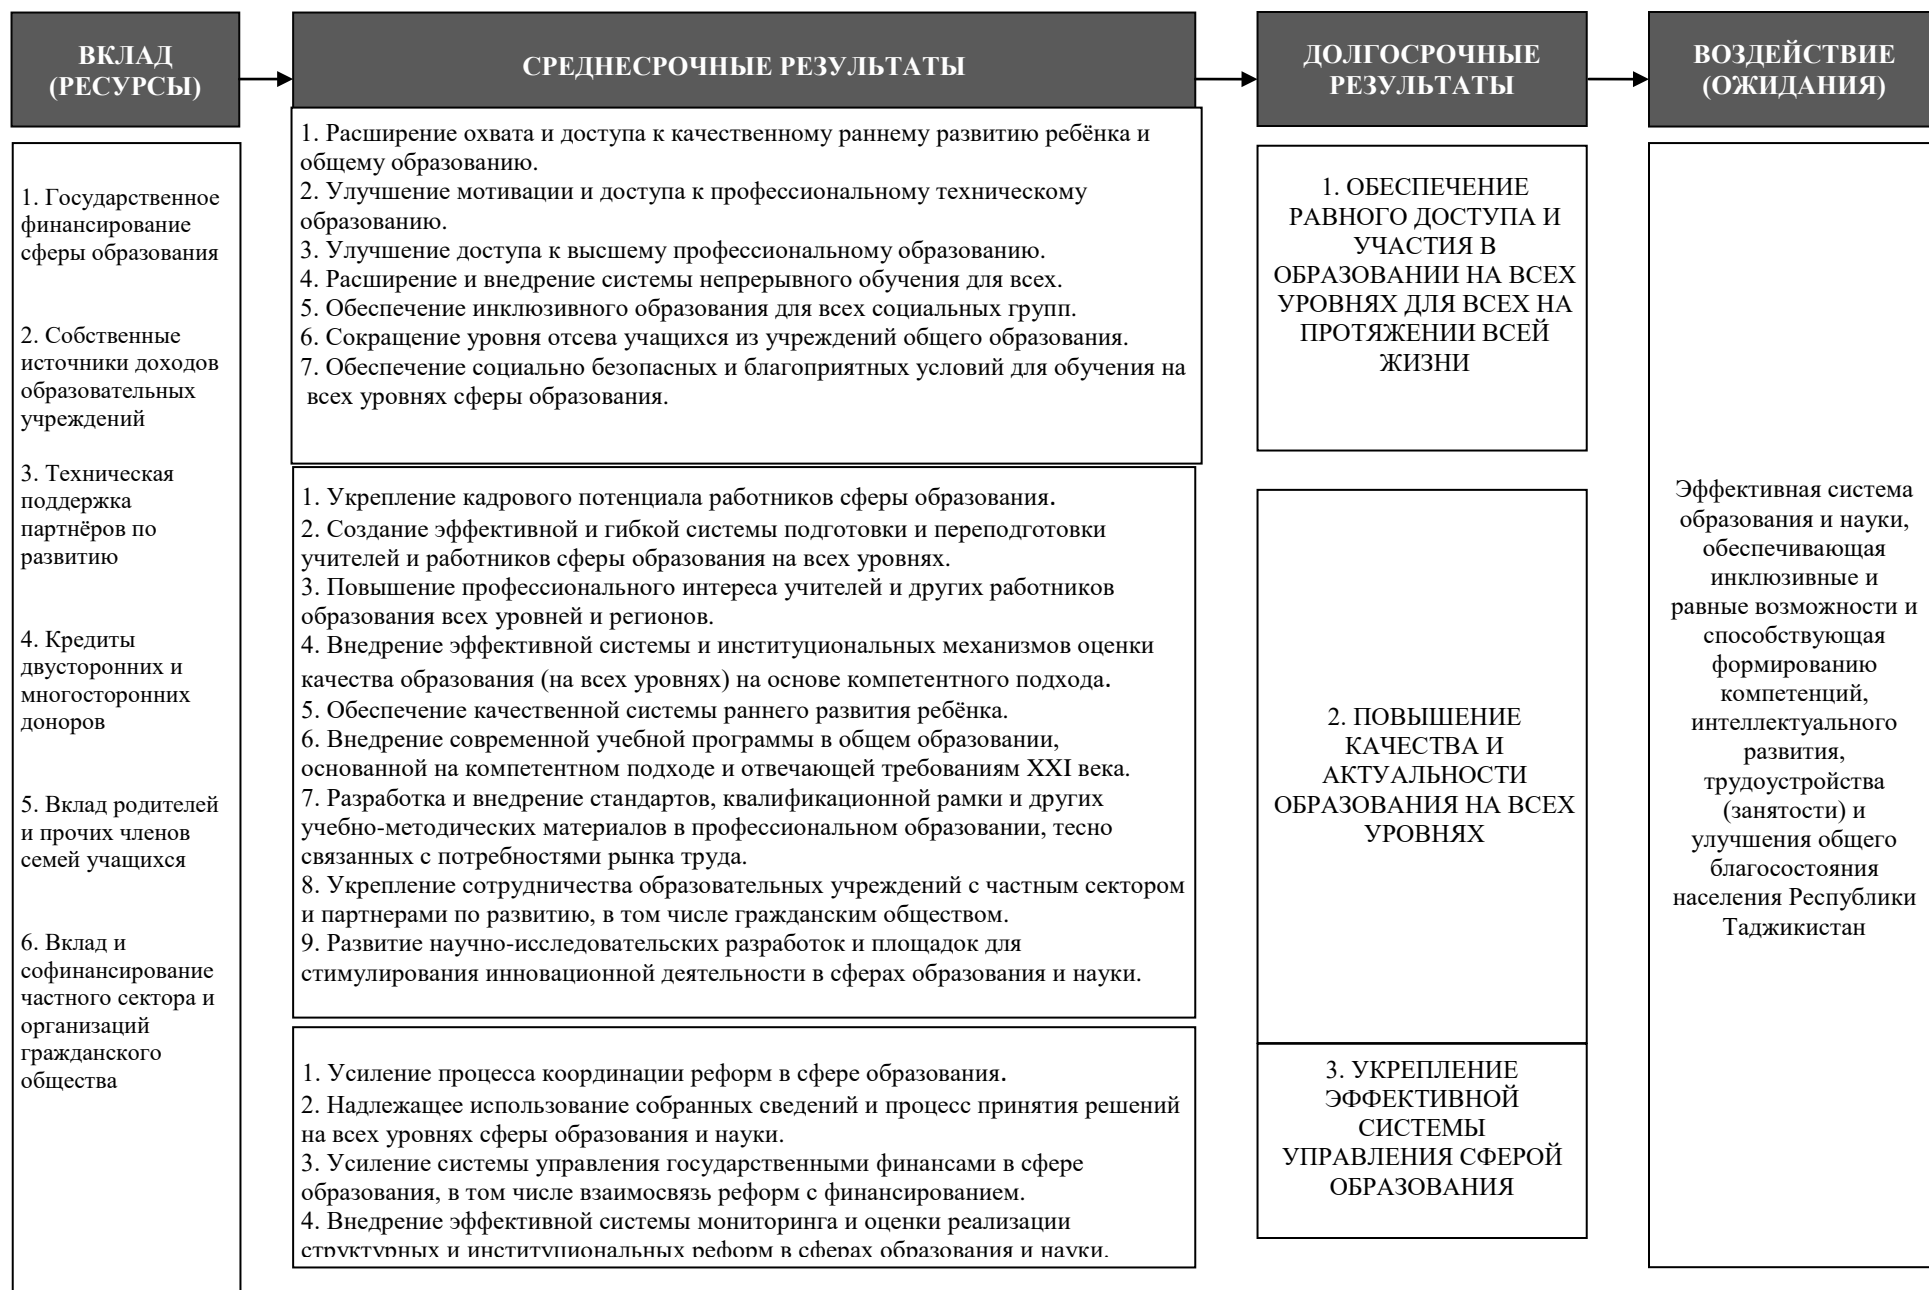 ВКЛАД
(РЕСУРСЫ)
СРЕДНЕСРОЧНЫЕ РЕЗУЛЬТАТЫ
ДОЛГОСРОЧНЫЕ
РЕЗУЛЬТАТЫ
ВОЗДЕЙСТВИЕ
(ОЖИДАНИЯ)
1. Государственное
финансирование
сферы образования
2. Собственные
источники доходов
образовательных
учреждений
3. Техническая
поддержка
партнёров по
развитию
4. Кредиты
двусторонних и
многосторонних
доноров
5. Вклад родителей
и прочих членов
семей учащихся
6. Вклад и
софинансирование
частного сектора и
организаций
гражданского
общества
1. Расширение охвата и доступа к качественному раннему развитию ребёнка и
общему образованию.
2. Улучшение мотивации и доступа к профессиональному техническому
образованию.
3. Улучшение доступа к высшему профессиональному образованию.
4. Расширение и внедрение системы непрерывного обучения для всех.
5. Обеспечение инклюзивного образования для всех социальных групп.
6. Сокращение уровня отсева учащихся из учреждений общего образования.
7. Обеспечение социально безопасных и благоприятных условий для обучения на
всех уровнях сферы образования.
1. Укрепление кадрового потенциала работников сферы образования.
2. Создание эффективной и гибкой системы подготовки и переподготовки
учителей и работников сферы образования на всех уровнях.
3. Повышение профессионального интереса учителей и других работников
образования всех уровней и регионов.
4. Внедрение эффективной системы и институциональных механизмов оценки
качества образования (на всех уровнях) на основе компетентного подхода.
5. Обеспечение качественной системы раннего развития ребёнка.
6. Внедрение современной учебной программы в общем образовании,
основанной на компетентном подходе и отвечающей требованиям XXI века.
7. Разработка и внедрение стандартов, квалификационной рамки и других
учебно-методических материалов в профессиональном образовании, тесно
связанных с потребностями рынка труда.
8. Укрепление сотрудничества образовательных учреждений с частным сектором
и партнерами по развитию, в том числе гражданским обществом.
9. Развитие научно-исследовательских разработок и площадок для
стимулирования инновационной деятельности в сферах образования и науки.
1. Усиление процесса координации реформ в сфере образования.
2. Надлежащее использование собранных сведений и процесс принятия решений
на всех уровнях сферы образования и науки.
3. Усиление системы управления государственными финансами в сфере
образования, в том числе взаимосвязь реформ с финансированием.
4. Внедрение эффективной системы мониторинга и оценки реализации
структурных и институциональных реформ в сферах образования и науки.
1. ОБЕСПЕЧЕНИЕ
РАВНОГО ДОСТУПА И
УЧАСТИЯ В
ОБРАЗОВАНИИ НА ВСЕХ
УРОВНЯХ ДЛЯ ВСЕХ НА
ПРОТЯЖЕНИИ ВСЕЙ
ЖИЗНИ
2. ПОВЫШЕНИЕ
КАЧЕСТВА И
АКТУАЛЬНОСТИ
ОБРАЗОВАНИЯ НА ВСЕХ
УРОВНЯХ
3. УКРЕПЛЕНИЕ
ЭФФЕКТИВНОЙ
СИСТЕМЫ
УПРАВЛЕНИЯ СФЕРОЙ
ОБРАЗОВАНИЯ
Эффективная система
образования и науки,
обеспечивающая
инклюзивные и
равные возможности и
способствующая
формированию
компетенций,
интеллектуального
развития,
трудоустройства
(занятости) и
улучшения общего
благосостояния
населения Республики
Таджикистан